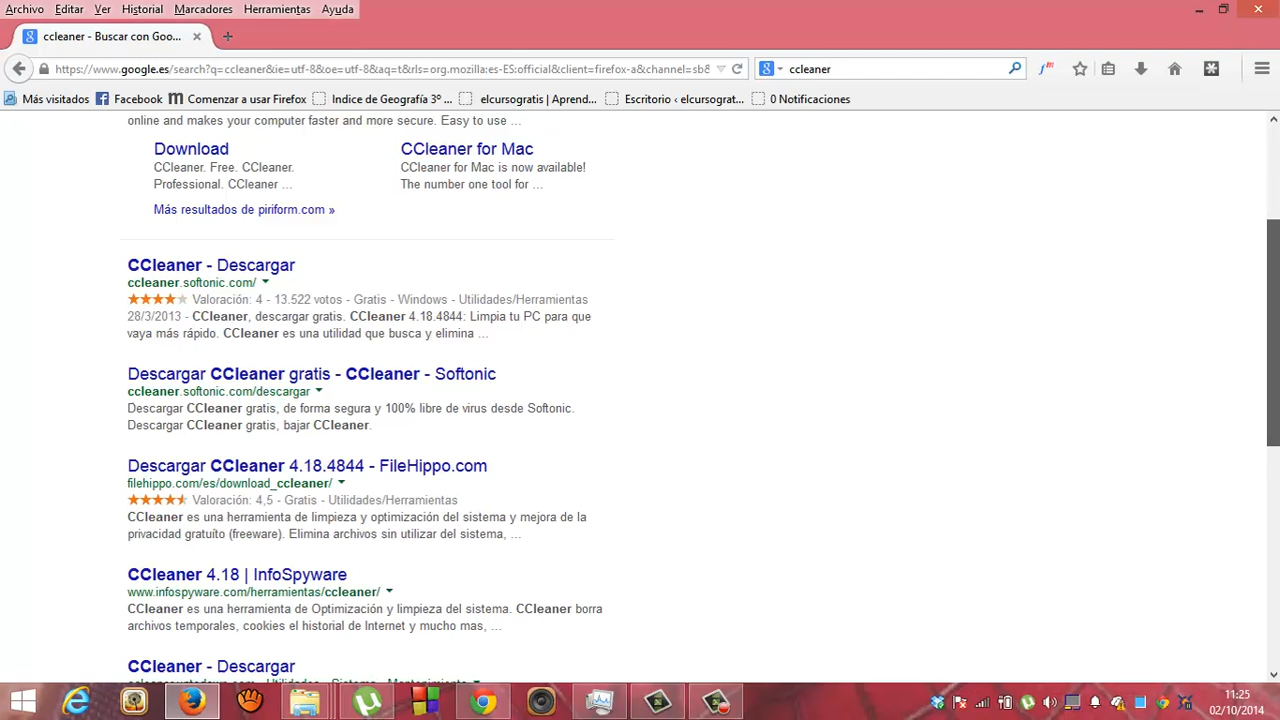 Archivo Editar Ver Historial Marcadores Herramientas Ayuda
ccleaner - Buscar con Goo...
https://www.google.es/search?q=ccleaner&ie=utf-8&oe=utf-8&aq=t&rls=org.mozilla:es-ES:official&client=firefox-a&channel=sb& ccleaner
Más visitados Facebook Comenzar a usar Firefox Indice de Geografía 3º ... elcursogratis | Aprend... Escritorio ‹ elcursograt... 0 Notificaciones
online and makes your computer faster and more secure. Easy to use ...
Download CCleaner for Mac
CCleaner. Free. CCleaner. CCleaner for Mac is now available!
Professional. CCleaner ... The number one tool for ...
Más resultados de piriform.com »
CCleaner - Descargar
ccleaner.softonic.com/
Valoración: 4 - 13.522 votos - Gratis - Windows - Utilidades/Herramientas
28/3/2013 - CCleaner, descargar gratis. CCleaner 4.18.4844: Limpia tu PC para que
vaya más rápido. CCleaner es una utilidad que busca y elimina ...
Descargar CCleaner gratis - CCleaner - Softonic
ccleaner.softonic.com/descargar
Descargar CCleaner gratis, de forma segura y 100% libre de virus desde Softonic.
Descargar CCleaner gratis, bajar CCleaner.
Descargar CCleaner 4.18.4844 - FileHippo.com
filehippo.com/es/download_ccleaner/
Valoración: 4,5 - Gratis - Utilidades/Herramientas
CCleaner es una herramienta de limpieza y optimización del sistema y mejora de la
privacidad gratuíto (freeware). Elimina archivos sin utilizar del sistema, ...
CCleaner 4.18 | InfoSpyware
www.infospyware.com/herramientas/ccleaner/
CCleaner es una herramienta de Optimización y limpieza del sistema. CCleaner borra
archivos temporales, cookies el historial de Internet y mucho mas, ...
CCleaner - Descargar
11:25
02/10/2014